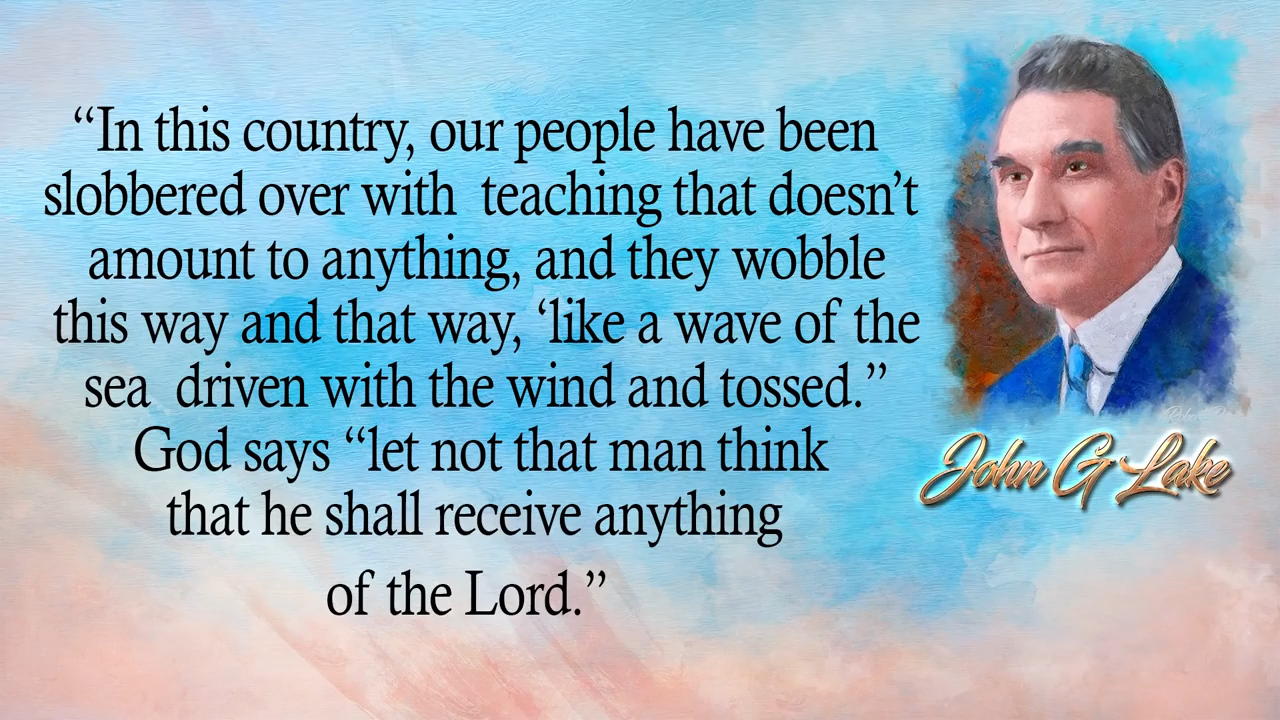 “In this country, our people have been
slobbered over with  teaching that doesn’t
amount to anything, and they wobble
this way and that way, ‘like a wave of the
sea  driven with the wind and tossed.”
God says “let not that man think
that he shall receive anything
of the Lord.”
John G Lake